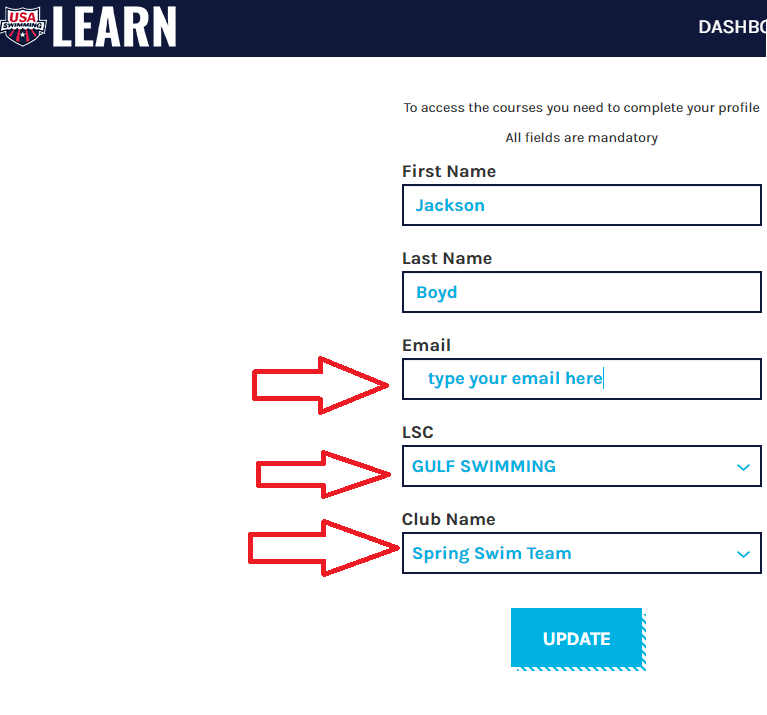 USA
SWIMMING
LEARN
DASHBO
To access the courses you need to complete your profile
All fields are mandatory
First Name
Jackson
Last Name
Boyd
Email
type your email here
LSC
GULF SWIMMING
Club Name
Spring Swim Team
UPDATE